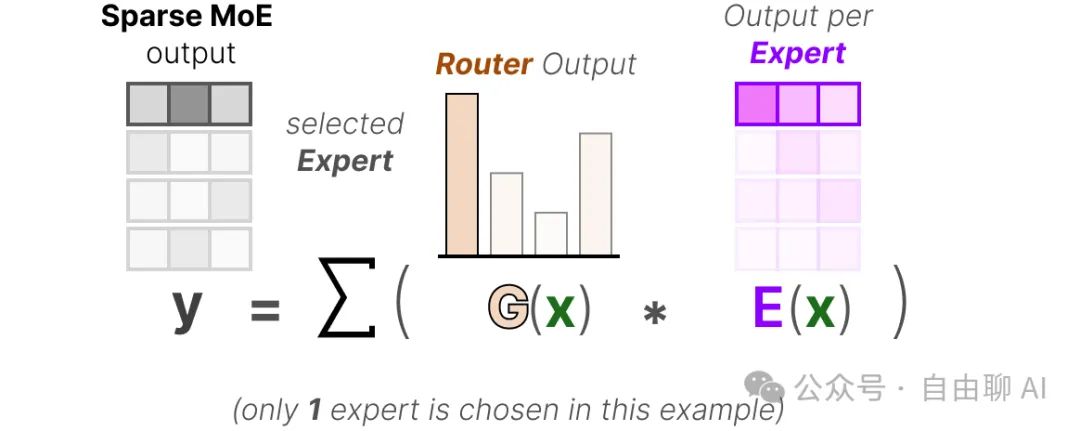 Sparse MoE
output
selected
Expert
Router Output
Output per
Expert
y = ∑ ( G(x) * E(x) )
(only 1 expert is chosen in this example)
公众号 · 自由聊 AI